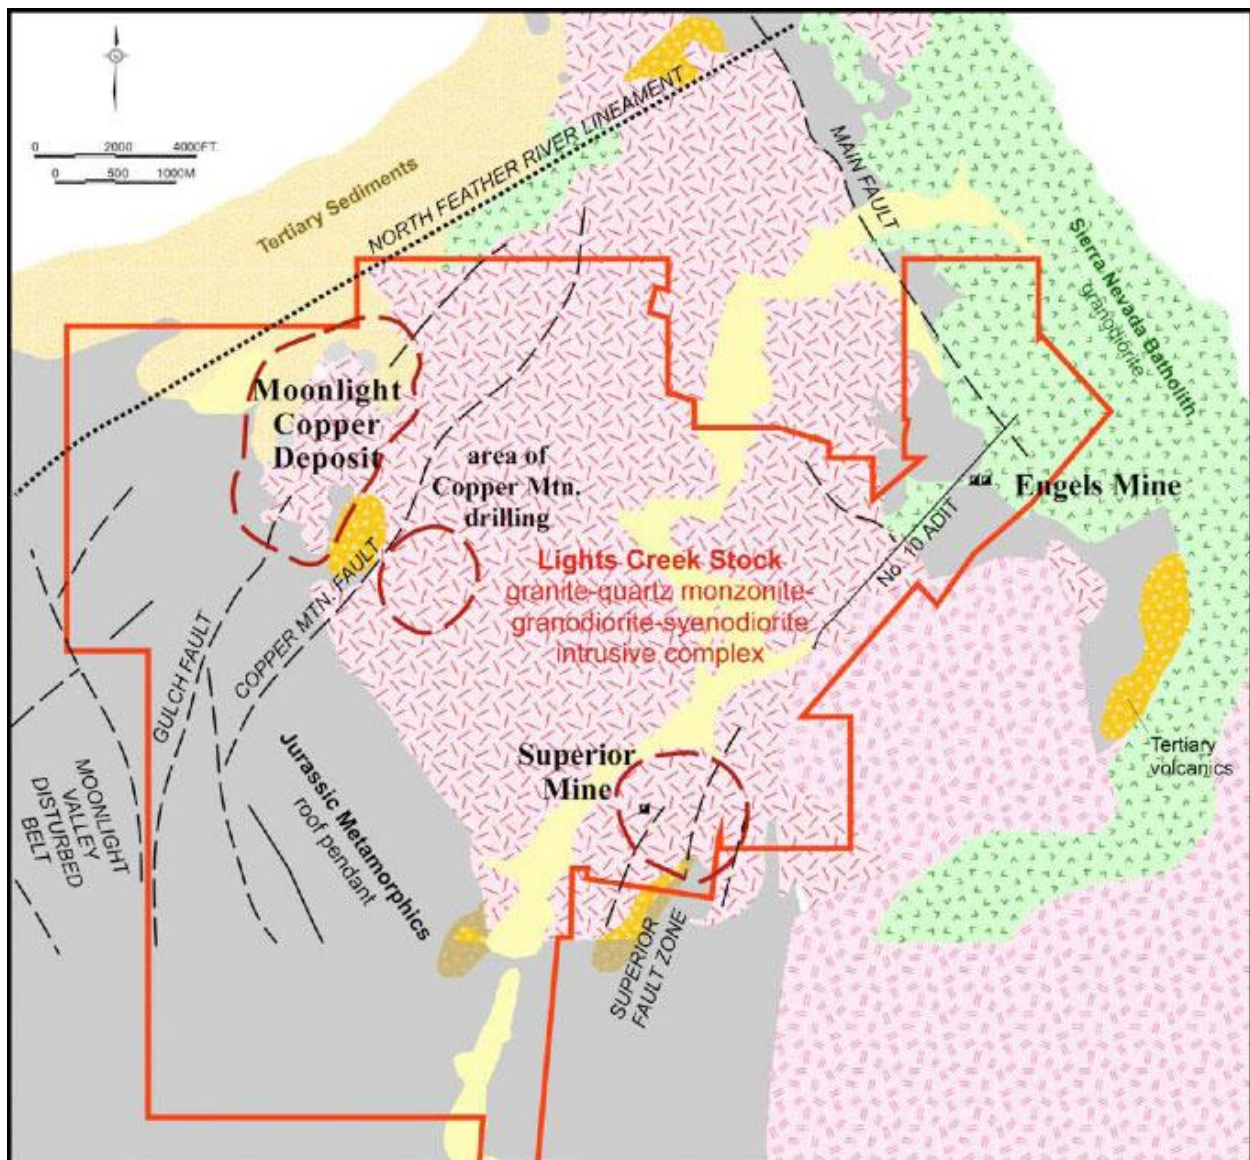 N
0 2000 4000FT.
0 500 1000M
Tertiary Sediments
NORTH FEATHER RIVER LINEAMENT
MAIN FAULT
Sierra Nevada Batholith
granodiorite
Moonlight
Copper
Deposit
area of
Copper Mtn.
drilling
Engels Mine
No. 10 ADIT
Lights Creek Stock
granite-quartz monzonite-
granodiorite-syenodiorite
intrusive complex
GULCH FAULT
COPPER MTN. FAULT
Superior
Mine
Tertiary
volcanics
MOONLIGHT
VALLEY
DISTURBED
BELT
Jurassic Metamorphics
roof pendant
SUPERIOR
FAULT ZONE